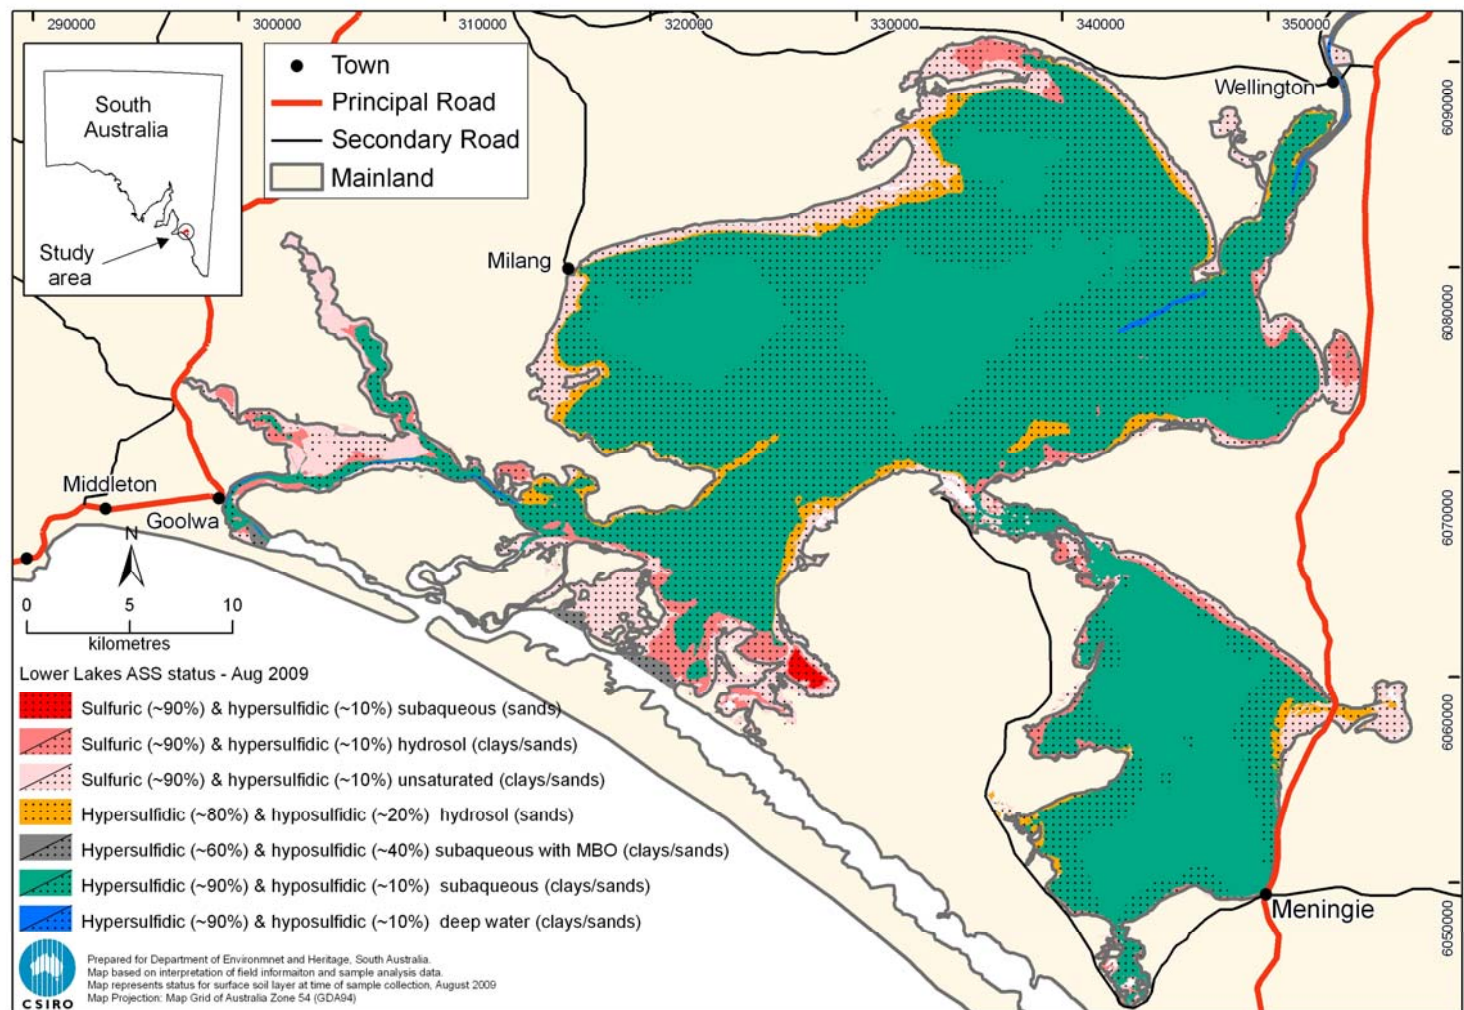 290000
300000
310000
320000
330000
340000
350000
South
Australia
Study
area
Town
Principal Road
Secondary Road
Mainland
Wellington
Milang
Middleton
Goolwa
Meningie
6090000
6080000
6070000
6060000
6050000
N
0 5 10
kilometres
Lower Lakes ASS status - Aug 2009
Sulfuric (~90%) & hypersulfidic (~10%) subaqueous (sands)
Sulfuric (~90%) & hypersulfidic (~10%) hydrosol (clays/sands)
Sulfuric (~90%) & hypersulfidic (~10%) unsaturated (clays/sands)
Hypersulfidic (~80%) & hyposulfidic (~20%) hydrosol (sands)
Hypersulfidic (~60%) & hyposulfidic (~40%) subaqueous with MBO (clays/sands)
Hypersulfidic (~90%) & hyposulfidic (~10%) subaqueous (clays/sands)
Hypersulfidic (~90%) & hyposulfidic (~10%) deep water (clays/sands)
CSIRO
Prepared for Department of Environmnet and Heritage, South Australia.
Map based on interpretation of field informaiton and sample analysis data.
Map represents status for surface soil layer at time of sample collection, August 2009
Map Projection: Map Grid of Australia Zone 54 (GDA94)